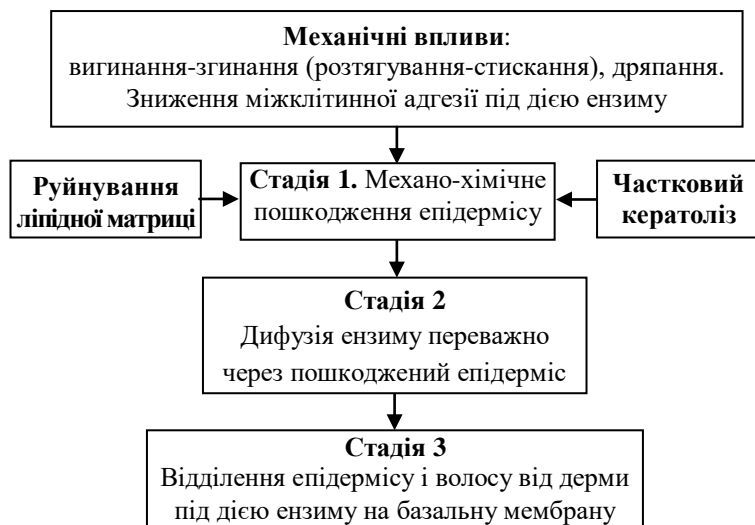 Механічні впливи:
вигинання-згинання (розтягування-стискання), дряпання.
Зниження міжклітинної адгезії під дією ензиму
Руйнування
ліпідної матриці
Стадія 1. Механо-хімічне
пошкодження епідермісу
Частковий
кератоліз
Стадія 2
Дифузія ензиму переважно
через пошкоджений епідерміс
Стадія 3
Відділення епідермісу і волосу від дерми
під дією ензиму на базальну мембрану